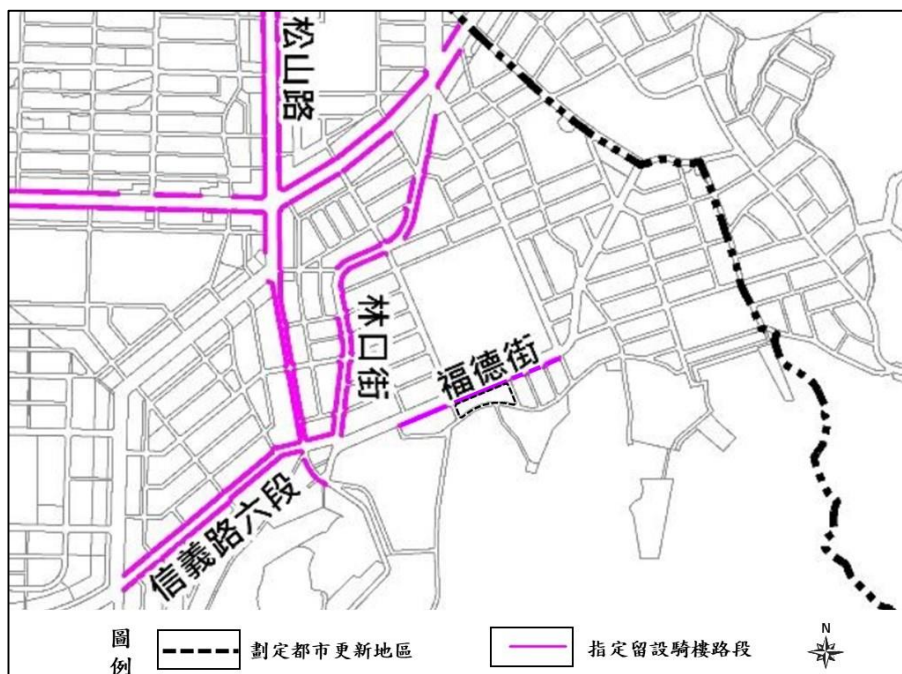 松山路
林口街
福德街
信義路六段
圖例
劃定都市更新地區
指定留設騎樓路段
N